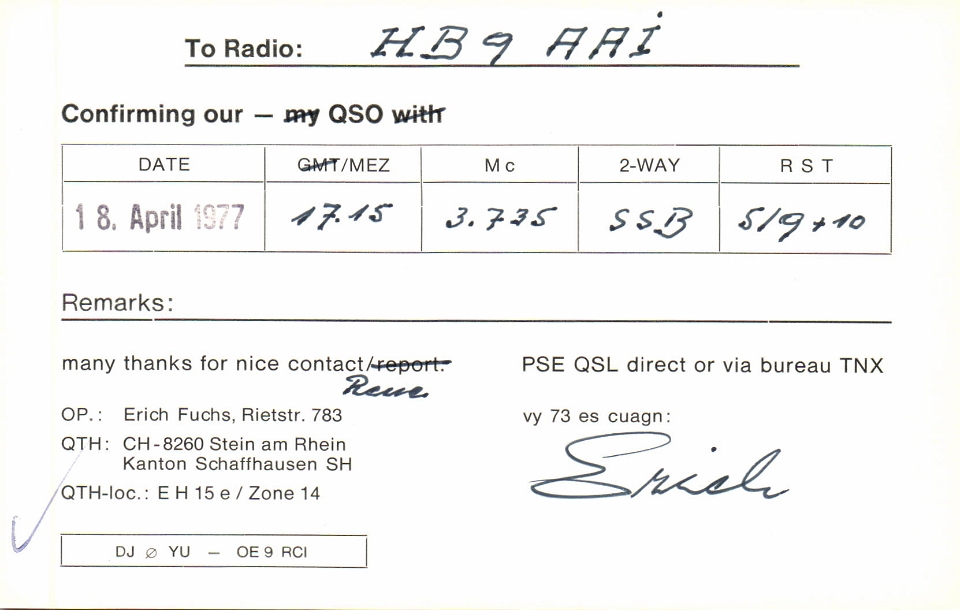 To Radio: HB9 AAI
Confirming our — my QSO with
DATE GMT/MEZ Mc 2-WAY RST
18. April 1977 17.15 3.735 SSB 5/9+10
Remarks:
many thanks for nice contact/report. PSE QSL direct or via bureau TNX
Rene.
OP.: Erich Fuchs, Rietstr. 783 vy 73 es cuagn:
QTH: CH-8260 Stein am Rhein Erich
Kanton Schaffhausen SH
QTH-loc.: E H 15 e / Zone 14
DJ ø YU — OE 9 RCI